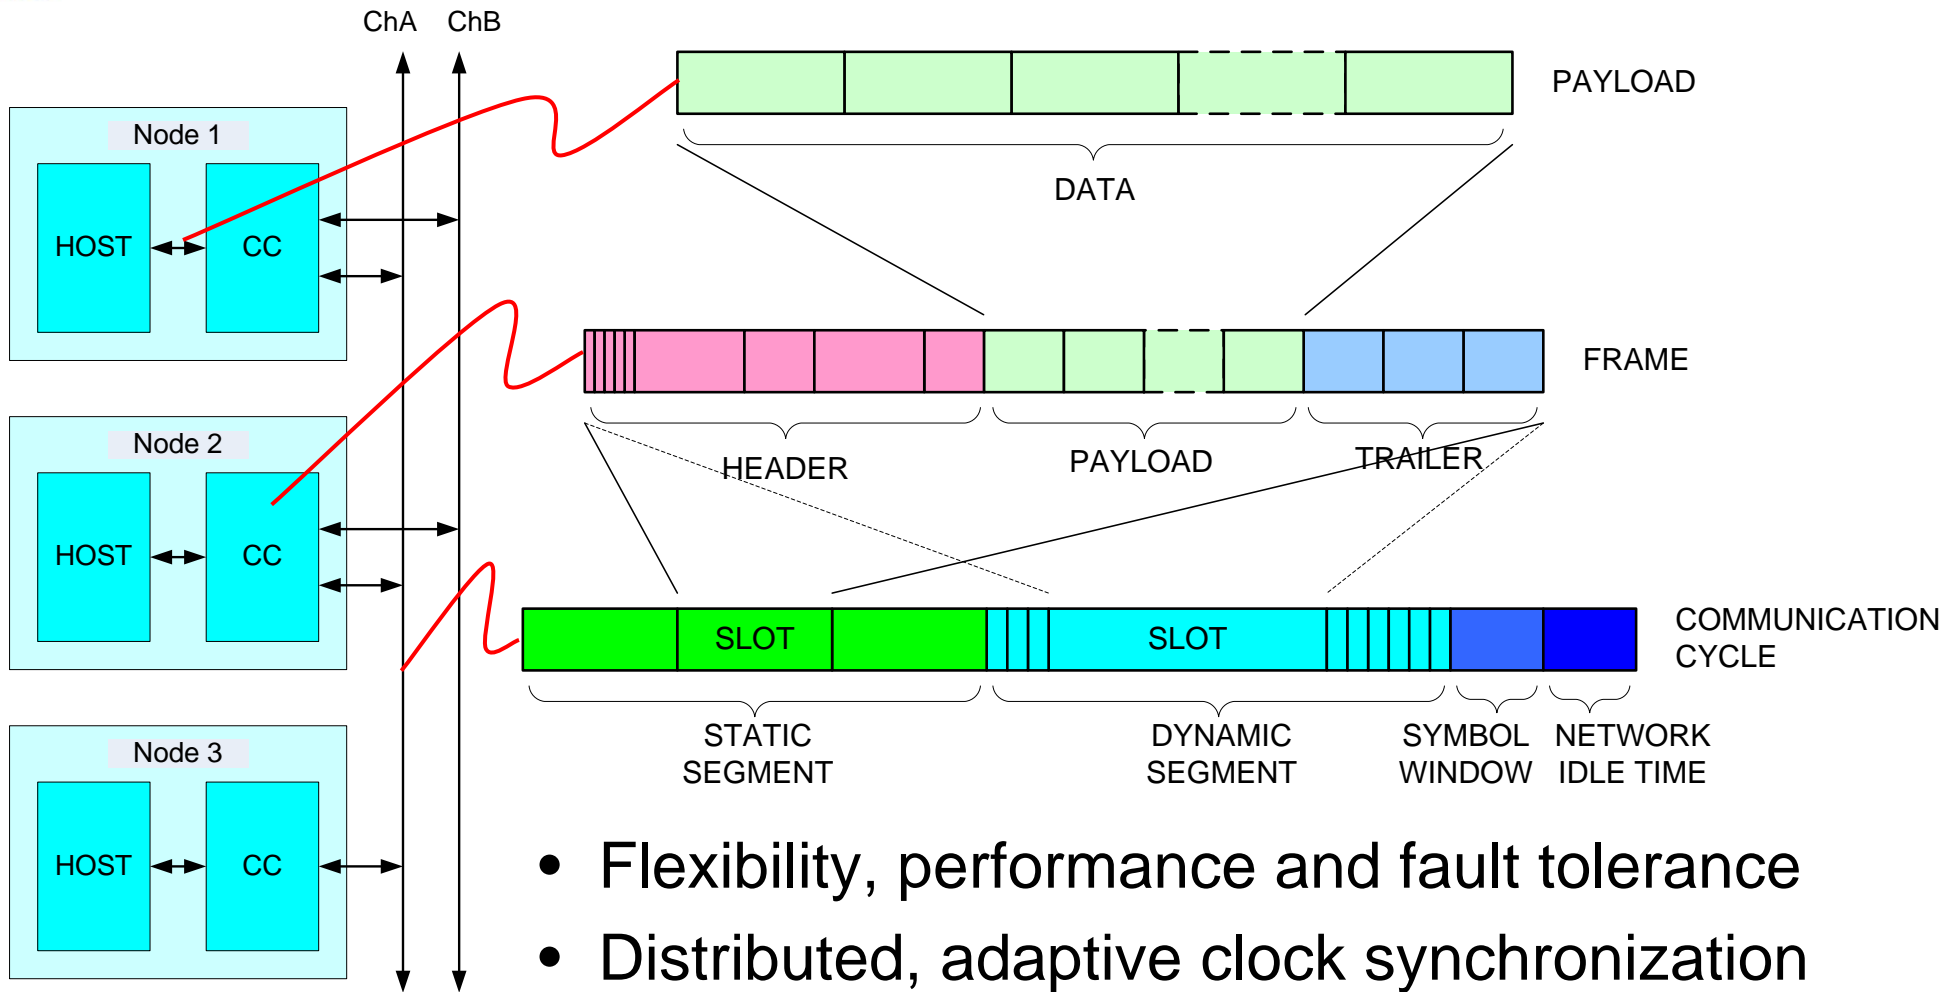 ChA ChB
PAYLOAD
Node 1
DATA
HOST CC
FRAME
Node 2
HEADER PAYLOAD TRAILER
HOST CC
SLOT SLOT
COMMUNICATION
CYCLE
STATIC
SEGMENT
DYNAMIC
SEGMENT
SYMBOL
WINDOW
NETWORK
IDLE TIME
Node 3
HOST CC
• Flexibility, performance and fault tolerance
• Distributed, adaptive clock synchronization